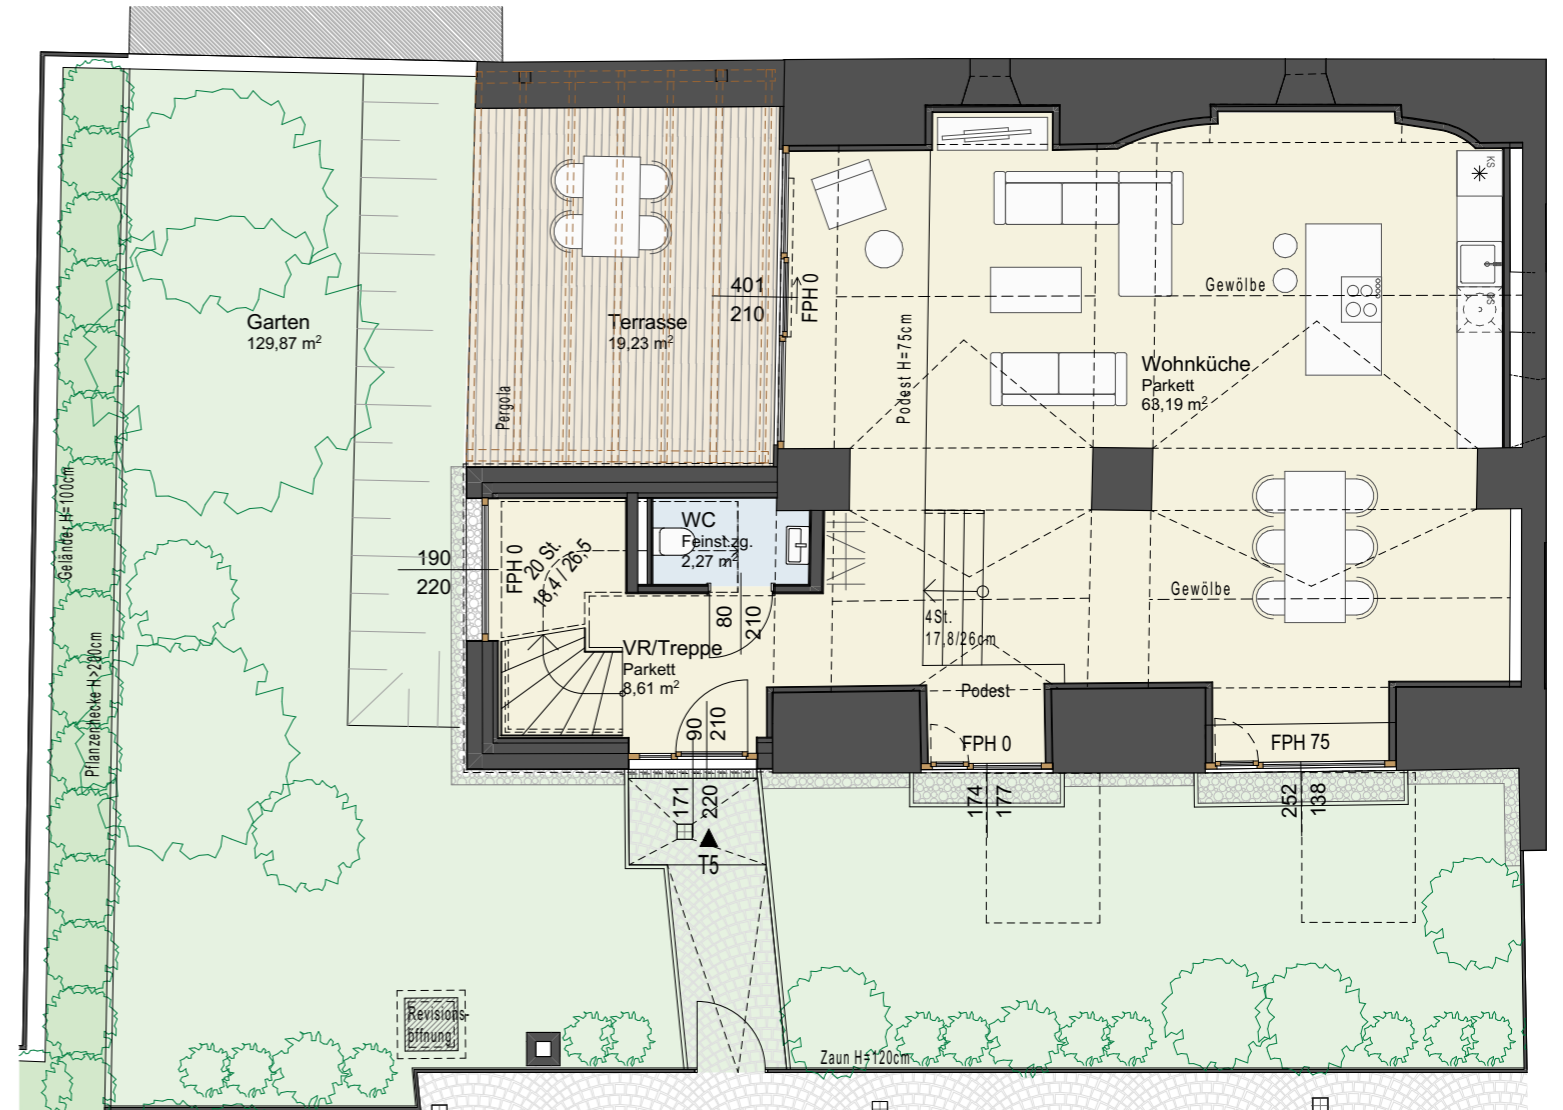 KS
GS
Gewölbe
401
210
FPH 0
Garten
129,87 m²
Terrasse
19,23 m²
Pergola
Podest H=75cm
Wohnküche
Parkett
63,19 m²
Geländer H=100cm
Pflanzenhecke H>200cm
190
220
FPH 0
20 St.
18,4 / 26,5
WC
Feinst.zg.
2,27 m²
80
210
VR/Treppe
Parkett
8,61 m²
90
210
4St.
17,8/26cm
Gewölbe
Podest
FPH 0
FPH 75
171
220
T5
174
177
252
138
Revisions-
öffnung
Zaun H=120cm